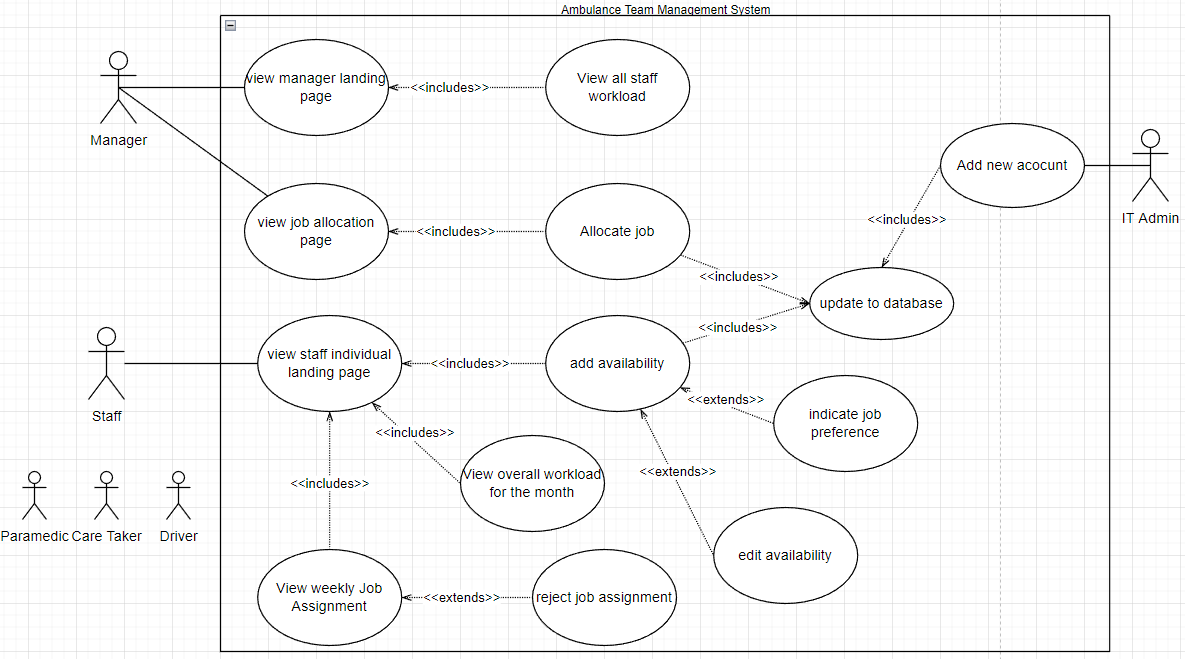 Ambulance Team Management System
view manager landing
page
<<includes>>
View all staff
workload
Manager
Add new acocunt
IT Admin
<<includes>>
view job allocation
page
<<includes>>
Allocate job
<<includes>>
update to database
<<includes>>
view staff individual
landing page
<<includes>>
add availability
<<extends>>
indicate job
preference
Staff
<<includes>>
<<extends>>
View overall workload
for the month
<<includes>>
Paramedic
Care Taker
Driver
edit availability
View weekly Job
Assignment
<<extends>>
reject job assignment